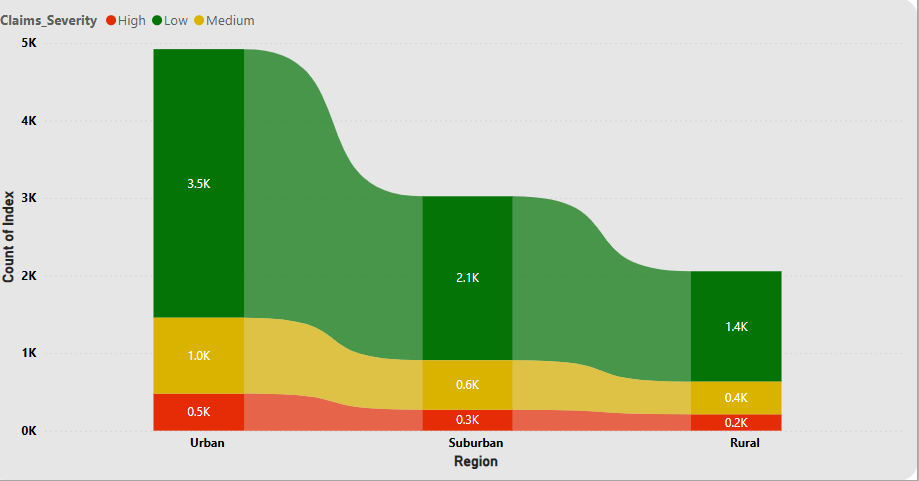 Claims_Severity High Low Medium
5K
4K
3K
2K
1K
0K
Count of Index
3.5K
1.0K
0.5K
2.1K
0.6K
0.3K
1.4K
0.4K
0.2K
Urban Suburban Rural
Region